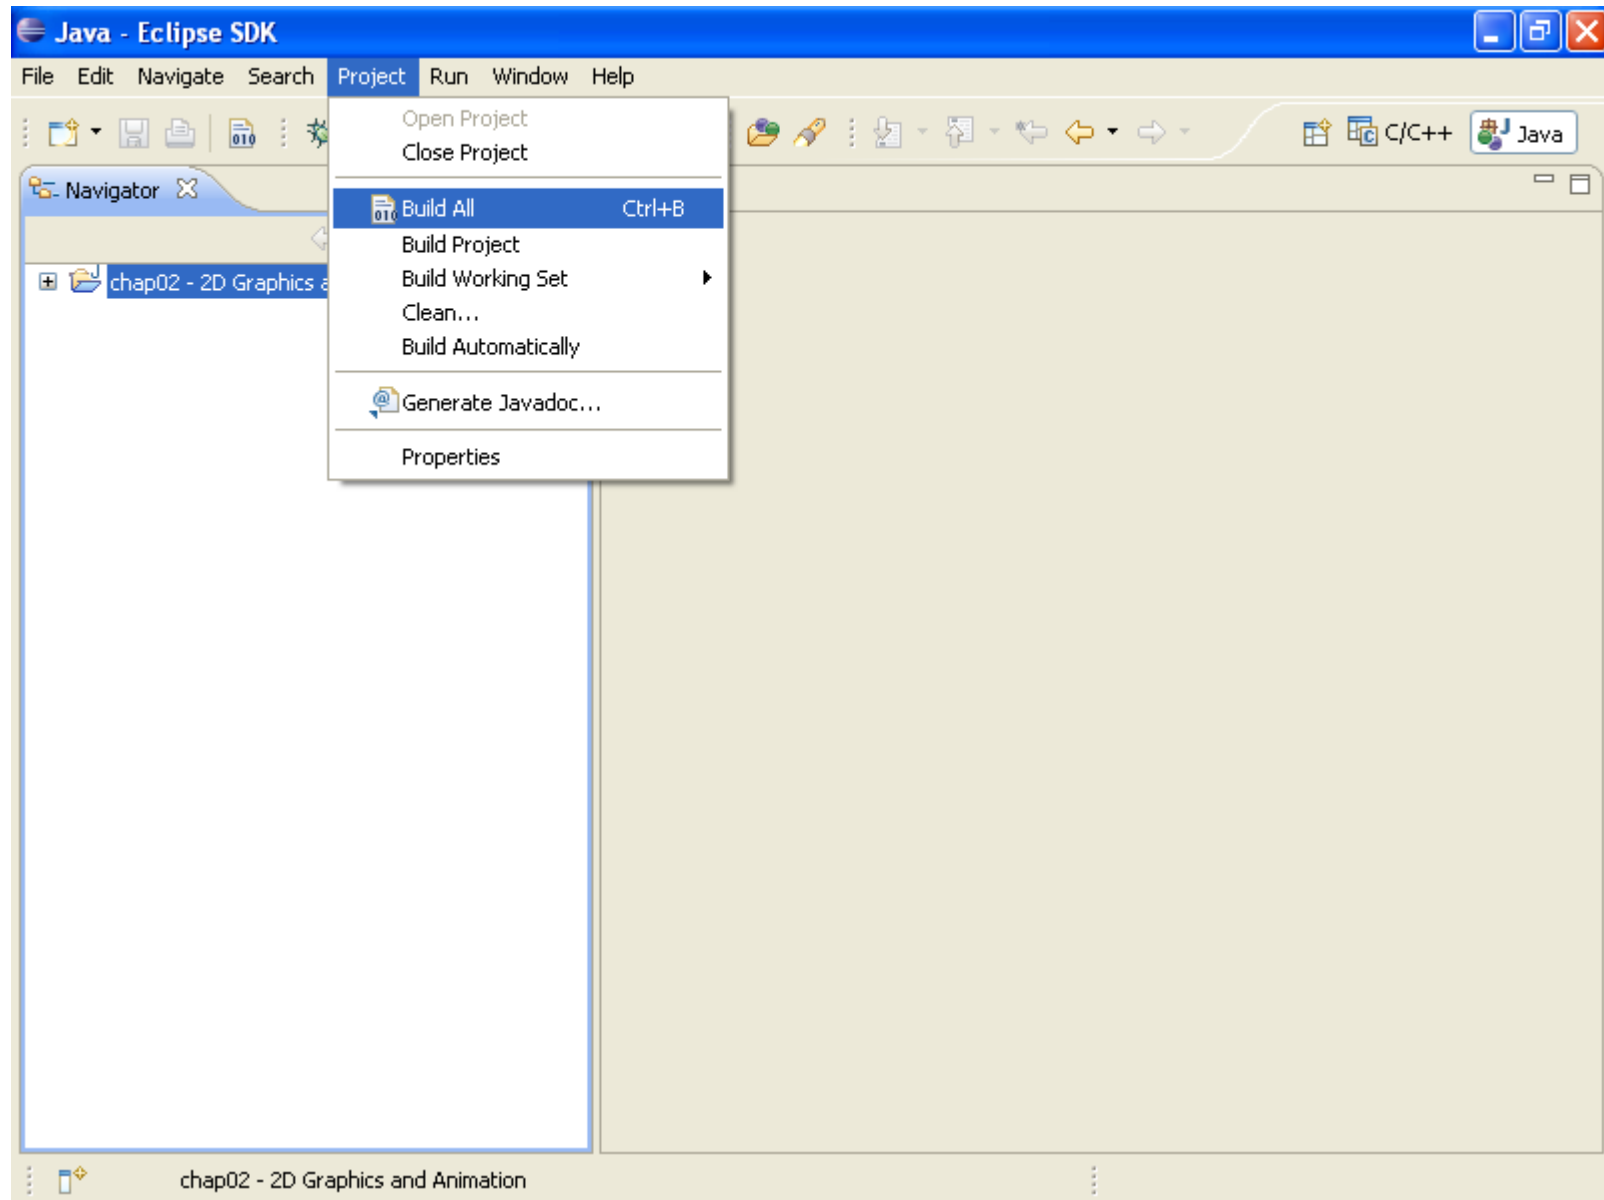 Java - Eclipse SDK
File Edit Navigate Search Project Run Window Help
Open Project
Close Project
Build All Ctrl+B
Build Project
Build Working Set
Clean...
Build Automatically
Generate Javadoc...
Properties
010
C/C++
Java
Navigator
chap02 - 2D Graphics
chap02 - 2D Graphics and Animation